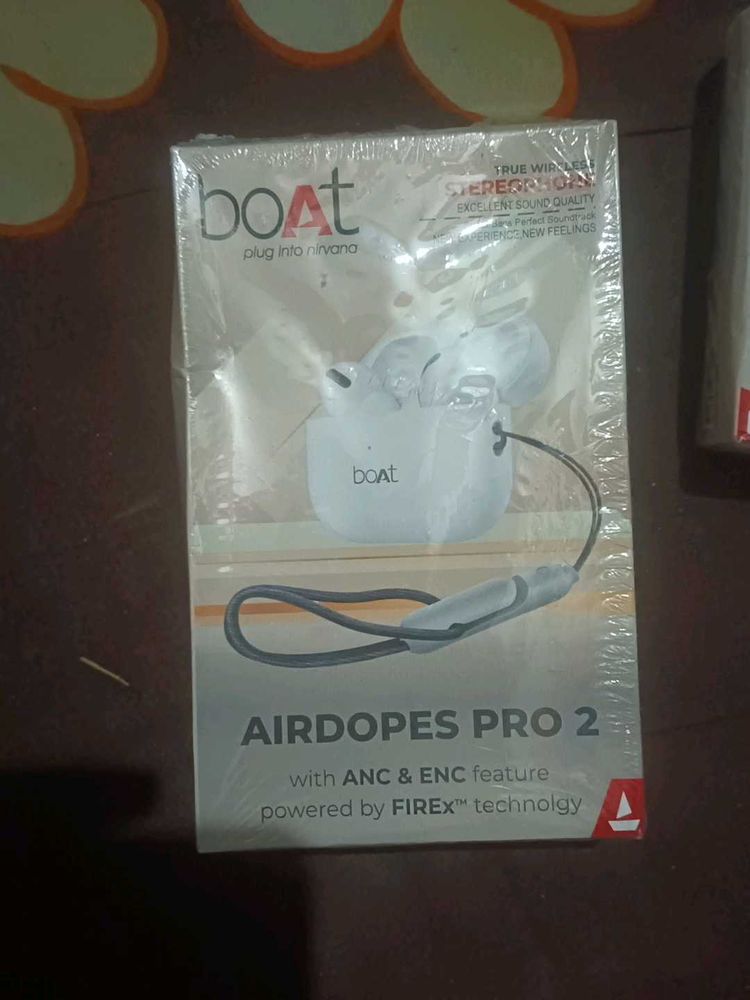 boAt
plug into nirvana
TRUE WIRELESS
STEREOPHONE
EXCELLENT SOUND QUALITY
Bass Perfect Soundtrack
NEW EXPERIENCE,NEW FEELINGS
boAt
AIRDOPES PRO 2
with ANC & ENC feature
powered by FIREx™ technolgy